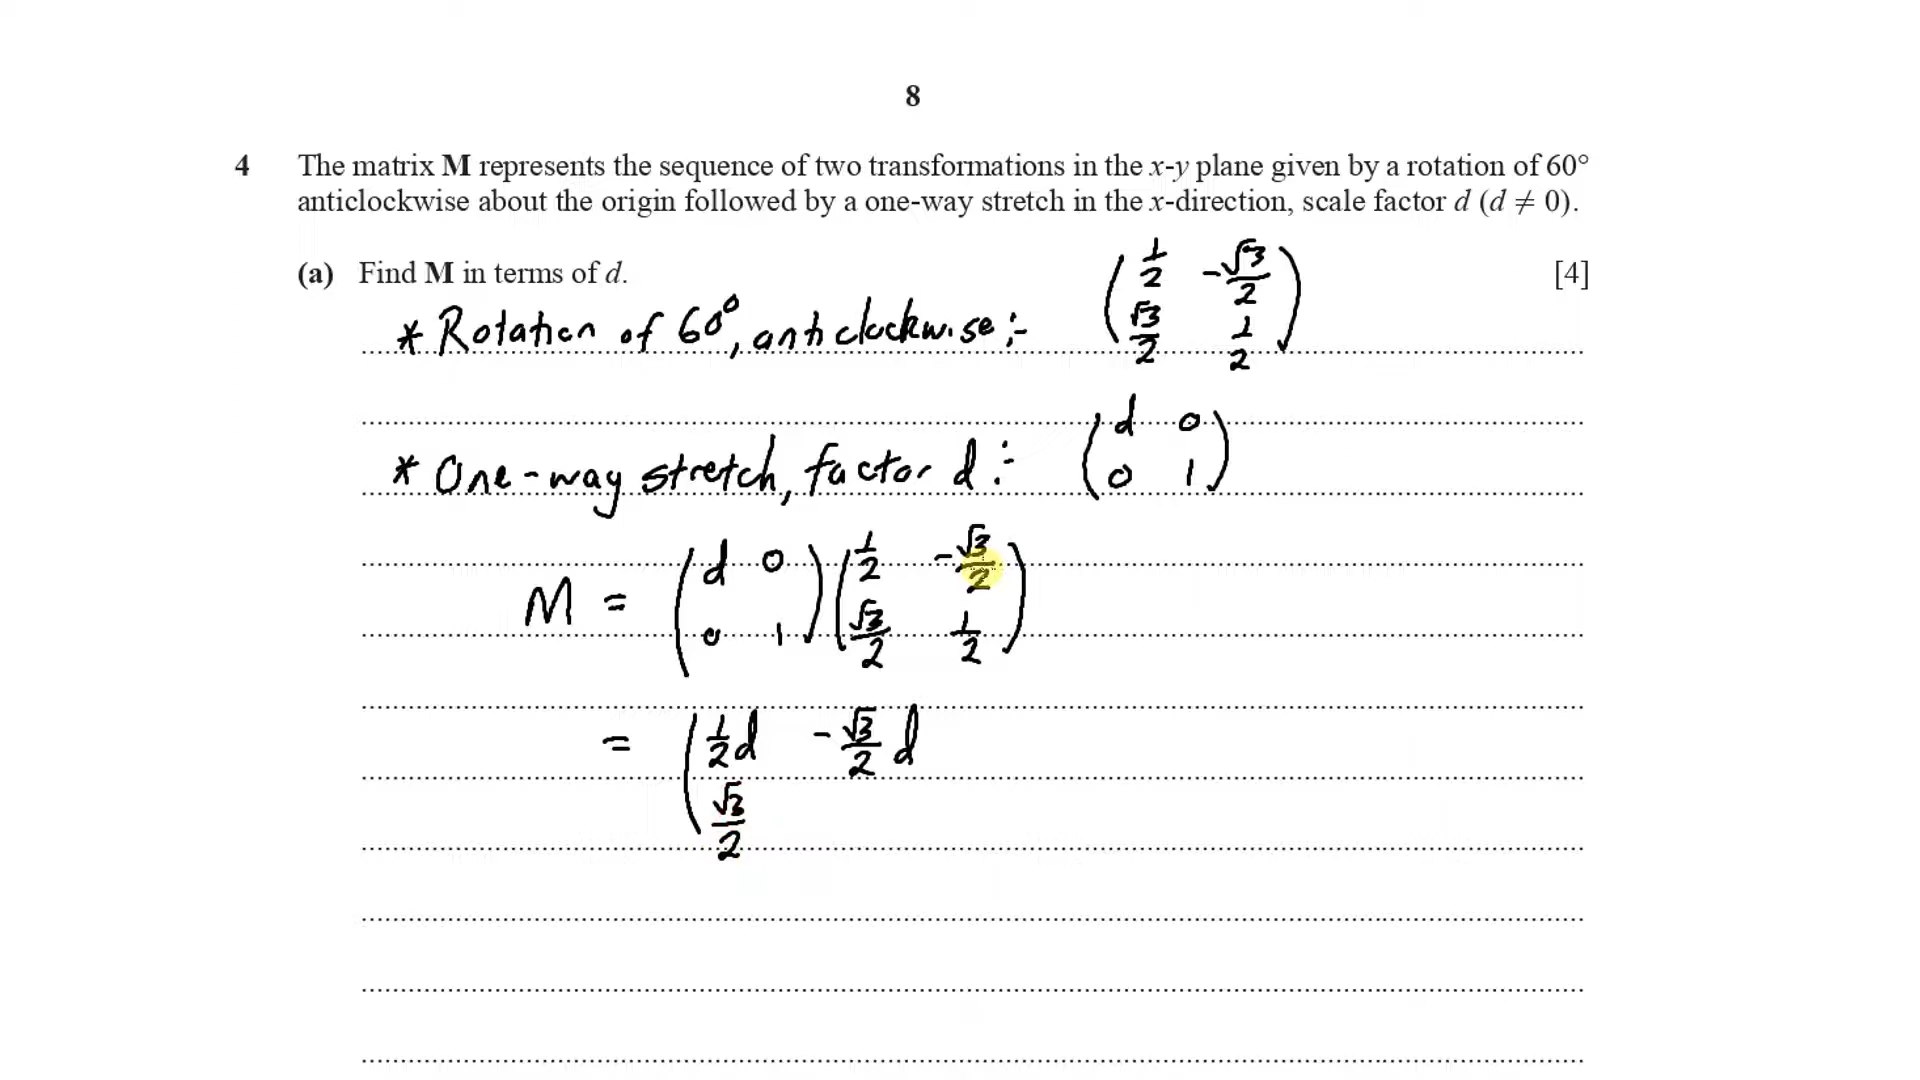 8
4 The matrix M represents the sequence of two transformations in the x-y plane given by a rotation of 60°
anticlockwise about the origin followed by a one-way stretch in the x-direction, scale factor d (d ≠ 0).
(a) Find M in terms of d. [4]
* Rotation of 60°, anticlockwise :- ( 1/2 -√3/2
√3/2 1/2 )
* One-way stretch, factor d :- ( d 0
0 1 )
M = ( d 0 ) ( 1/2 -√3/2 )
0 1 √3/2 1/2
= ( 1/2 d -√3/2 d
√3/2